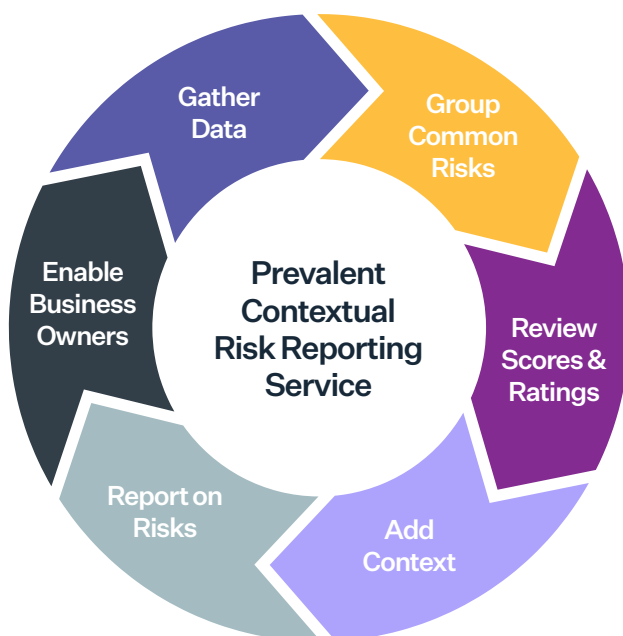 Gather
Data
Group
Common
Risks
Review
Scores &
Ratings
Add
Context
Report on
Risks
Enable
Business
Owners
Prevalent
Contextual
Risk Reporting
Service